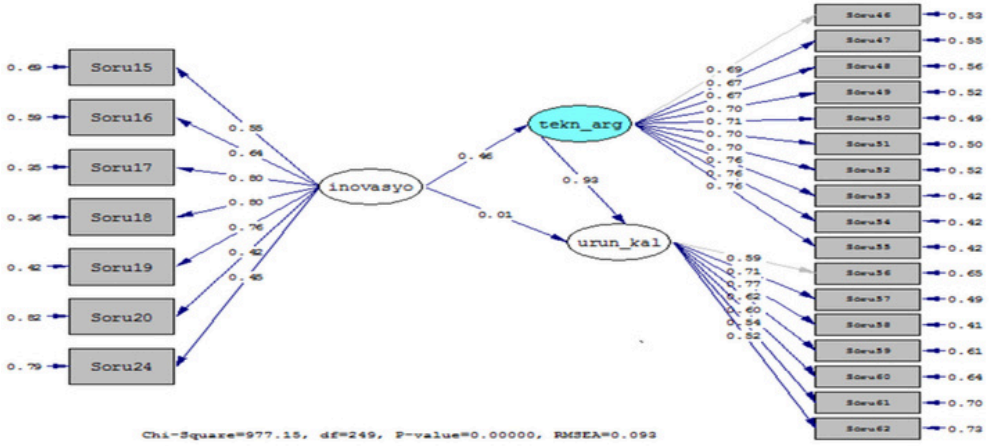 0.69 Soru15
0.59 Soru16
0.35 Soru17
0.36 Soru18
0.42 Soru19
0.82 Soru20
0.79 Soru24
0.55
0.64
0.80
0.80
0.76
0.42
0.45
inovasyo
0.46
0.01
tekn_arg
0.93
urun_kal
0.69
0.67
0.67
0.70
0.71
0.70
0.70
0.76
0.76
0.76
0.59
0.71
0.77
0.62
0.60
0.54
0.52
Soru46 0.53
Soru47 0.55
Soru48 0.56
Soru49 0.52
Soru50 0.49
Soru51 0.50
Soru52 0.52
Soru53 0.42
Soru54 0.42
Soru55 0.42
Soru56 0.65
Soru57 0.49
Soru58 0.41
Soru59 0.61
Soru60 0.64
Soru61 0.70
Soru62 0.73
Chi-Square=977.15, df=249, P-value=0.00000, RMSEA=0.093